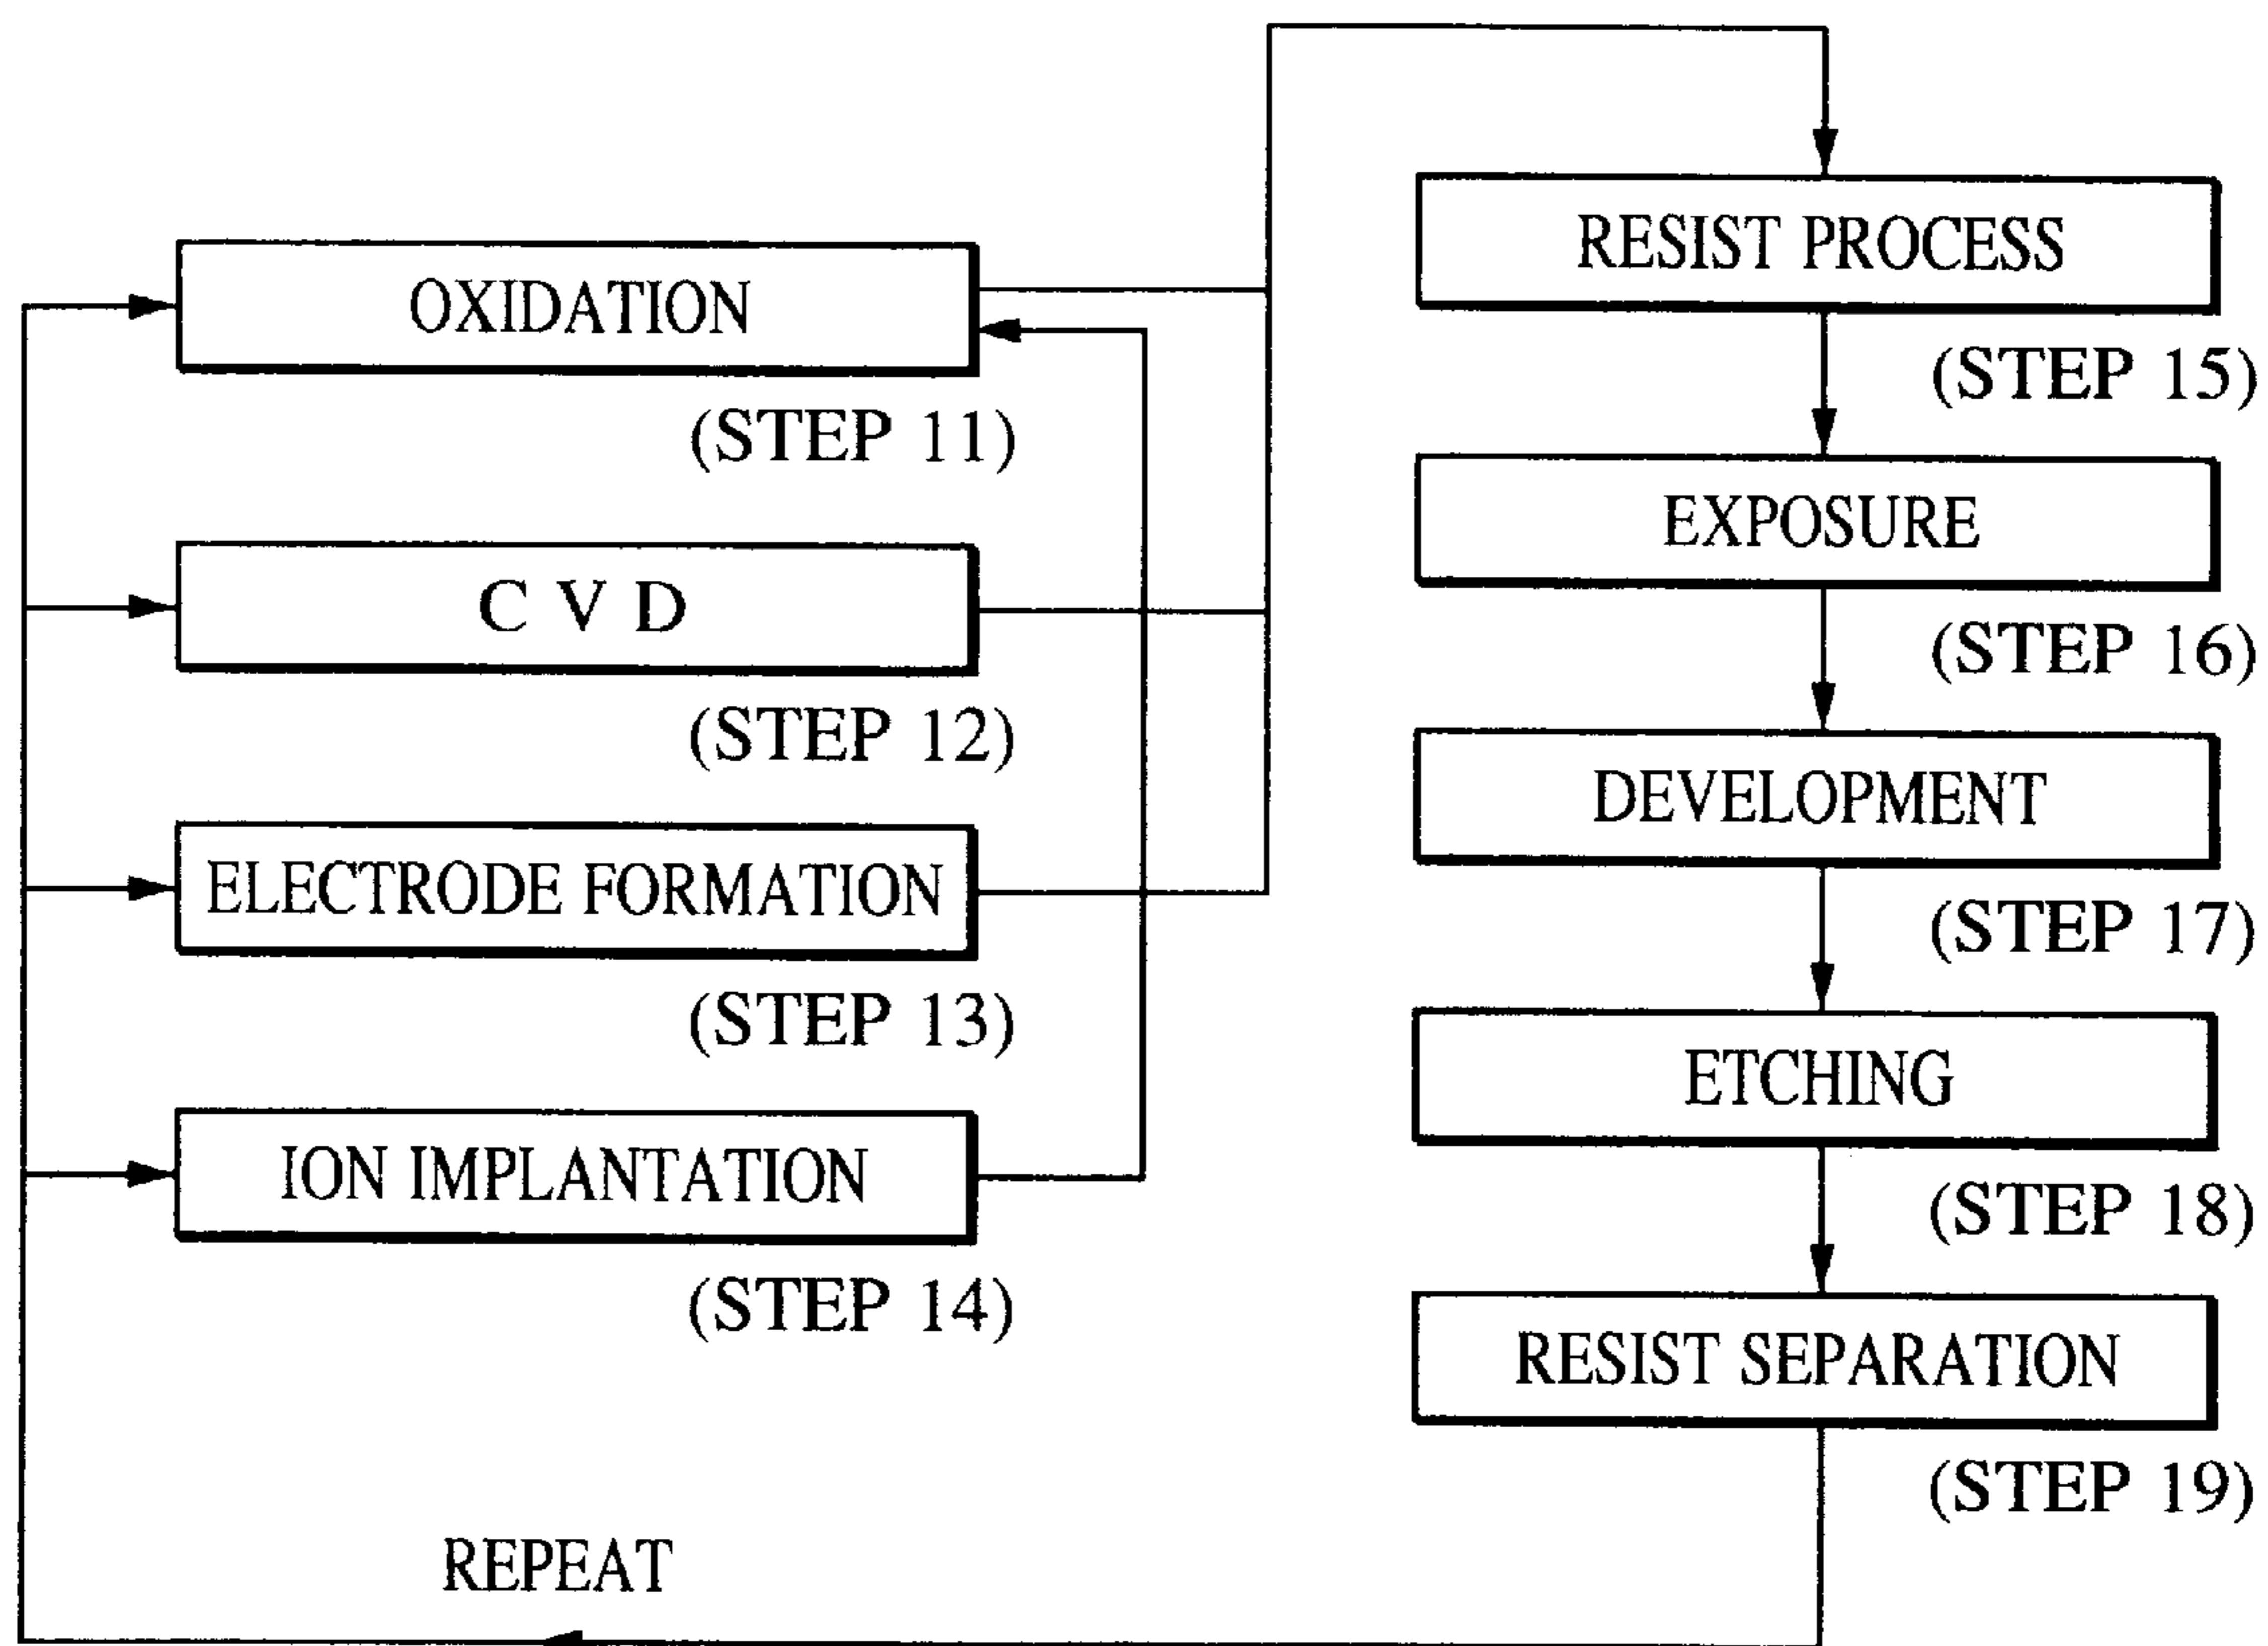 OXIDATION
(STEP 11)
C V D
(STEP 12)
ELECTRODE FORMATION
(STEP 13)
ION IMPLANTATION
(STEP 14)
RESIST PROCESS
(STEP 15)
EXPOSURE
(STEP 16)
DEVELOPMENT
(STEP 17)
ETCHING
(STEP 18)
RESIST SEPARATION
(STEP 19)
REPEAT